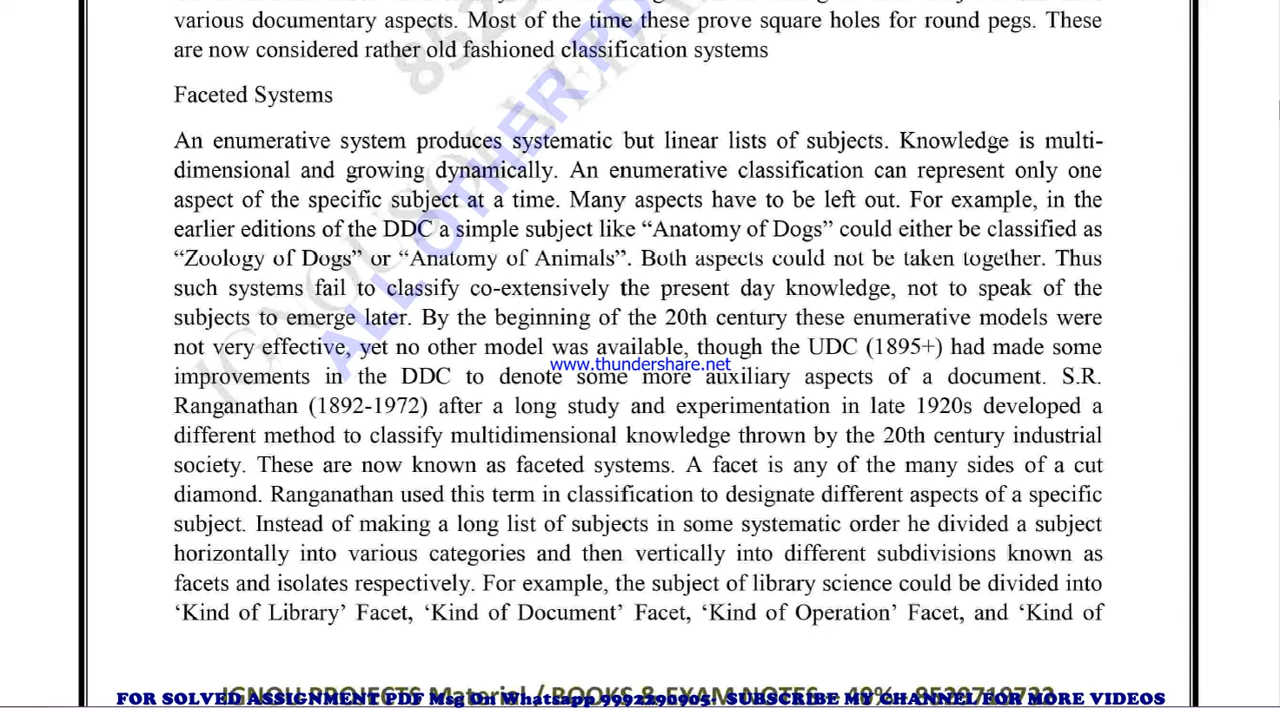 various documentary aspects. Most of the time these prove square holes for round pegs. These
are now considered rather old fashioned classification systems
Faceted Systems
An enumerative system produces systematic but linear lists of subjects. Knowledge is multi-
dimensional and growing dynamically. An enumerative classification can represent only one
aspect of the specific subject at a time. Many aspects have to be left out. For example, in the
earlier editions of the DDC a simple subject like “Anatomy of Dogs” could either be classified as
“Zoology of Dogs” or “Anatomy of Animals”. Both aspects could not be taken together. Thus
such systems fail to classify co-extensively the present day knowledge, not to speak of the
subjects to emerge later. By the beginning of the 20th century these enumerative models were
not very effective, yet no other model was available, though the UDC (1895+) had made some
www.thundershare.net
improvements in the DDC to denote some more auxiliary aspects of a document. S.R.
Ranganathan (1892-1972) after a long study and experimentation in late 1920s developed a
different method to classify multidimensional knowledge thrown by the 20th century industrial
society. These are now known as faceted systems. A facet is any of the many sides of a cut
diamond. Ranganathan used this term in classification to designate different aspects of a specific
subject. Instead of making a long list of subjects in some systematic order he divided a subject
horizontally into various categories and then vertically into different subdivisions known as
facets and isolates respectively. For example, the subject of library science could be divided into
‘Kind of Library’ Facet, ‘Kind of Document’ Facet, ‘Kind of Operation’ Facet, and ‘Kind of
FOR SOLVED ASSIGNMENT PDF Msg On Whatsapp 9992290905- SUBSCRIBE MY CHANNEL FOR MORE VIDEOS